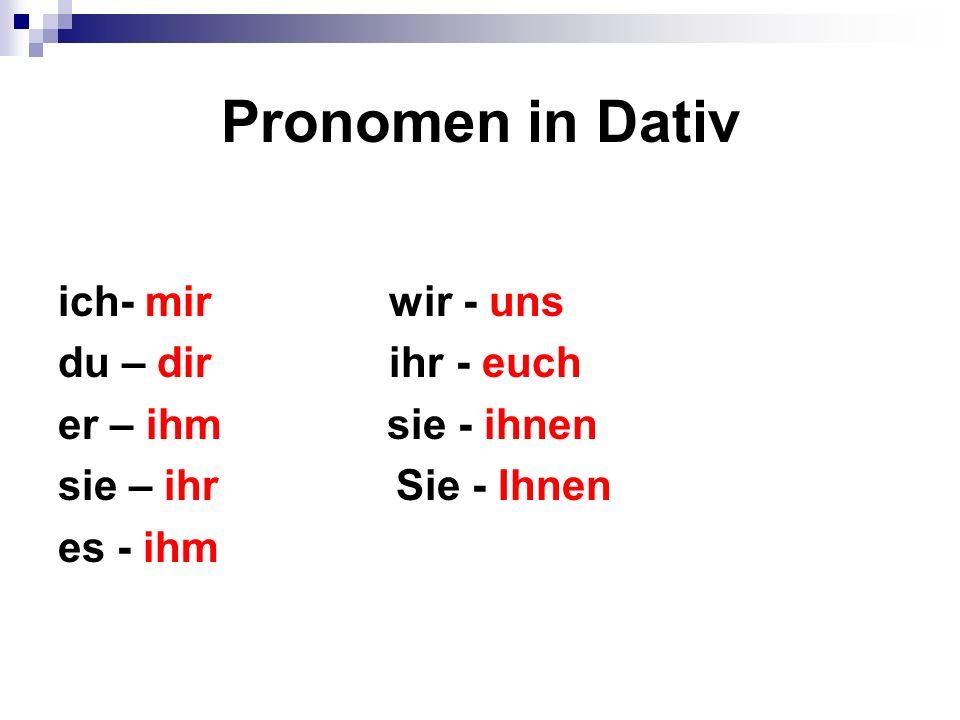 Pronomen in Dativ
ich- mir wir - uns
du – dir ihr - euch
er – ihm sie - ihnen
sie – ihr Sie - Ihnen
es - ihm